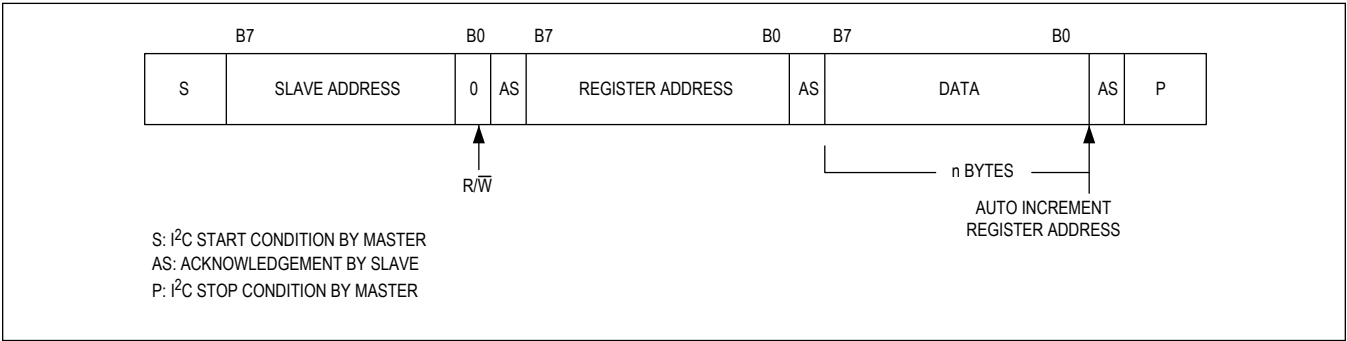 B7 B0 B7 B0 B7 B0
S SLAVE ADDRESS 0 AS REGISTER ADDRESS AS DATA AS P
R/W̅
n BYTES
AUTO INCREMENT
REGISTER ADDRESS
S: I²C START CONDITION BY MASTER
AS: ACKNOWLEDGEMENT BY SLAVE
P: I²C STOP CONDITION BY MASTER